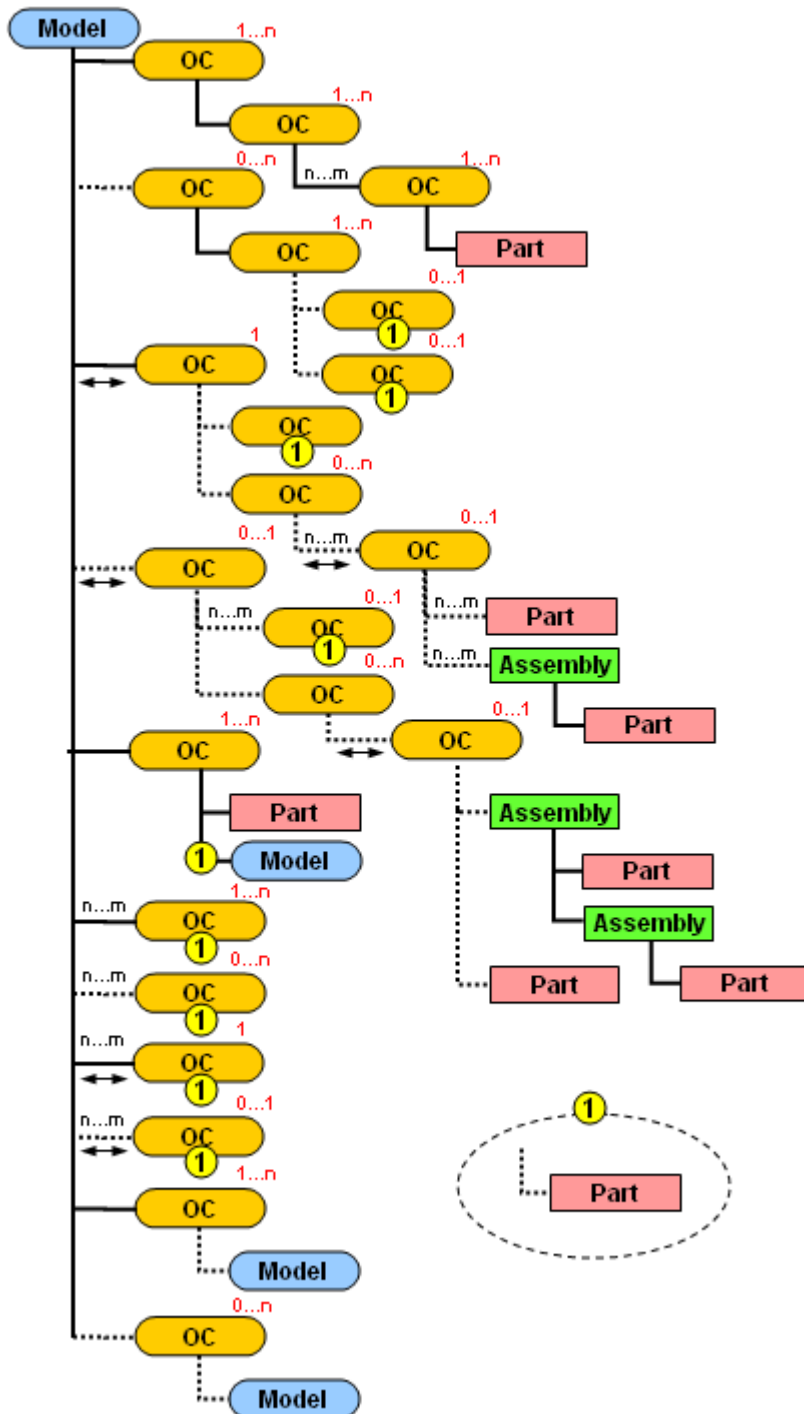 Model
1...n
OC
1...n
OC
0...n
OC
n...m
1...n
OC
1...n
OC
Part
0...1
OC
1
0...1
OC
1
1
OC
OC
1
0...n
OC
0...1
n...m
OC
0...1
OC
n...m
0...1
OC
1
n...m
Part
n...m
Assembly
0...n
OC
Part
0...1
OC
1...n
OC
Part
1
Model
Assembly
Part
Assembly
Part
Part
n...m
1...n
OC
1
n...m
0...n
OC
1
n...m
1
OC
1
n...m
0...1
OC
1
1
Part
1...n
OC
Model
0...n
OC
Model